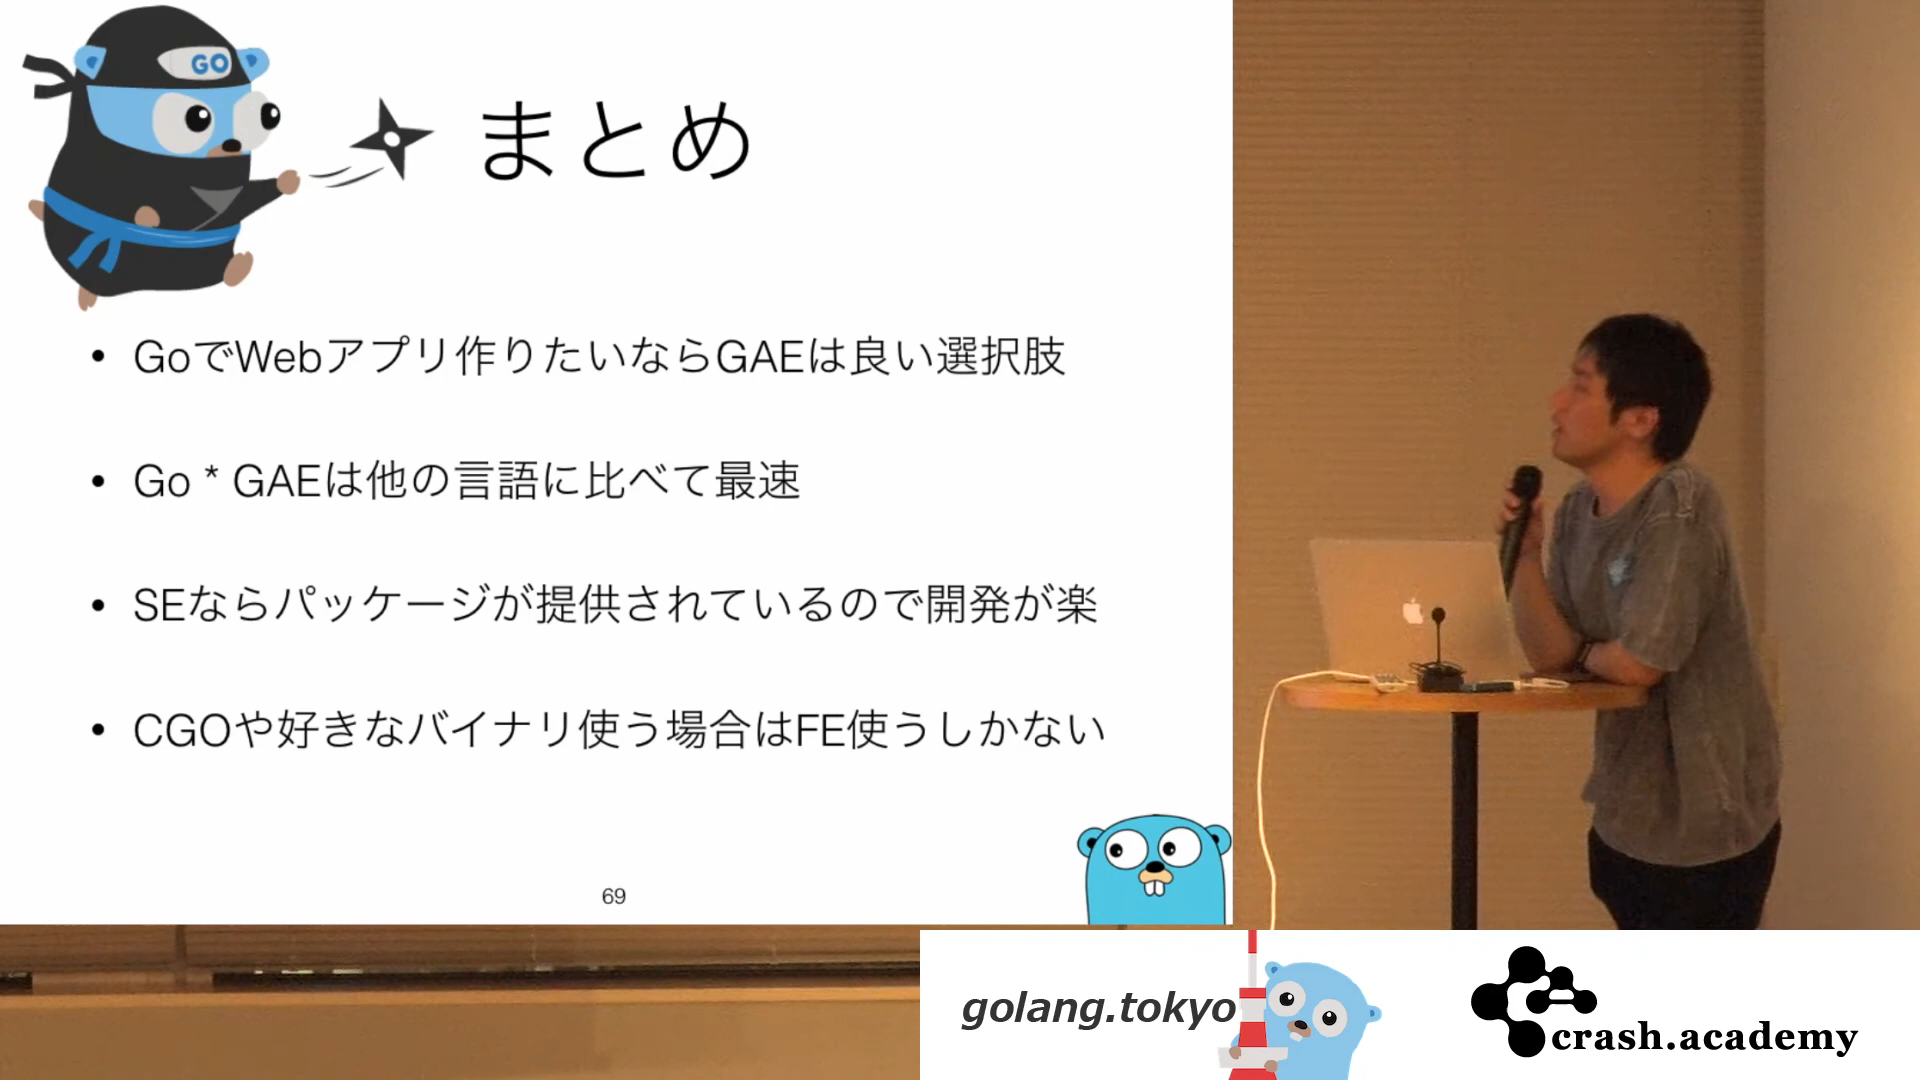 GO
まとめ
• GoでWebアプリ作りたいならGAEは良い選択肢
• Go * GAEは他の言語に比べて最速
• SEならパッケージが提供されているので開発が楽
• CGOや好きなバイナリ使う場合はFE使うしかない
69
golang.tokyo
crash.academy